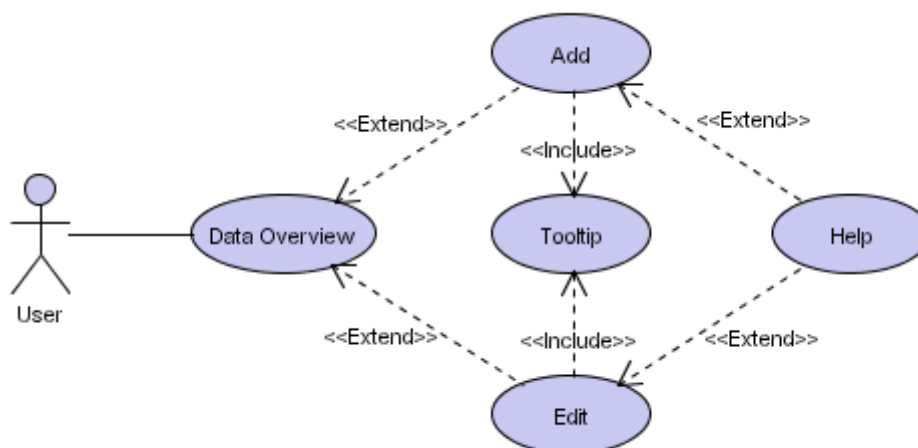 Add
<<Extend>>
<<Extend>>
<<Include>>
Data Overview
Tooltip
Help
User
<<Extend>>
<<Include>>
<<Extend>>
Edit